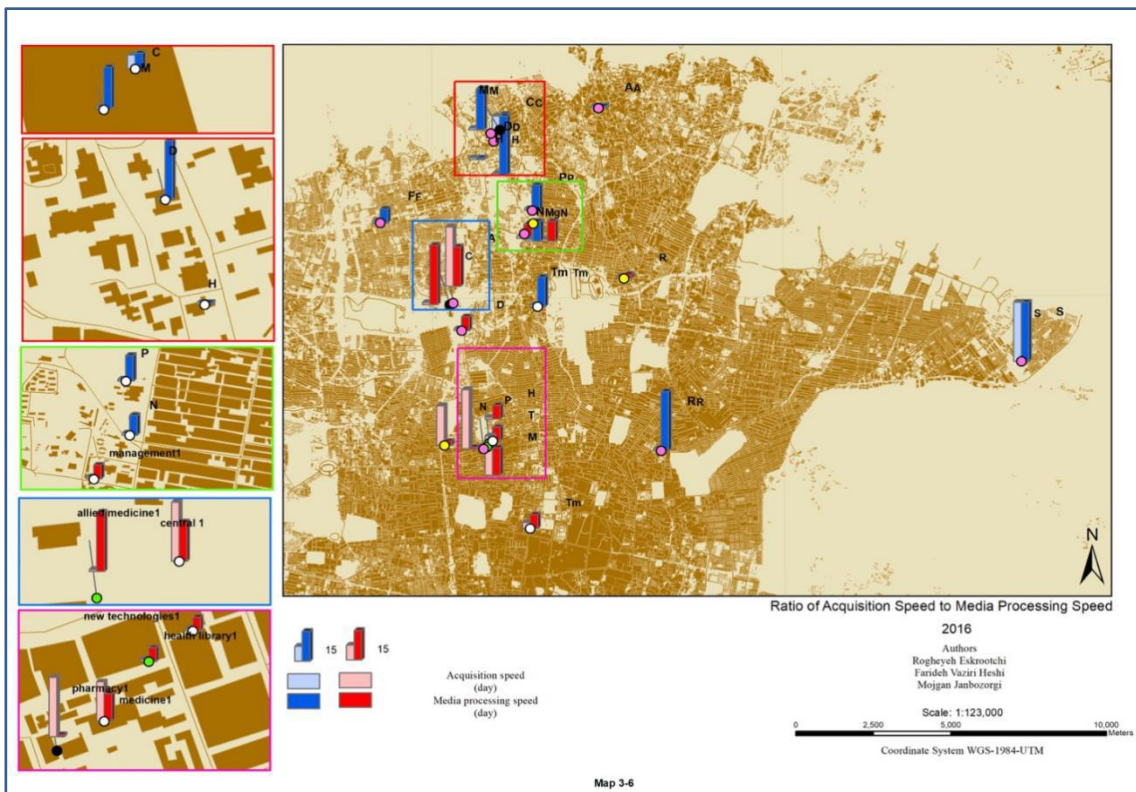 C
M
D
H
P
N
management1
allied medicine1
central 1
new technologies1
health library1
pharmacy1
medicine1
MM
CC
DD
H
AA
PP
N MgN
FF
A
C
D
Tm Tm
R
S S
RR
H
P
N
T
M
Tm
N
Ratio of Acquisition Speed to Media Processing Speed
2016
Authors
Rogheyeh Eskrootchi
Farideh Vaziri Heshi
Mojgan Janbozorgi
Scale: 1:123,000
0 2,500 5,000 10,000
Meters
Coordinate System WGS-1984-UTM
15 15
Acquisition speed
(day)
Media processing speed
(day)
Map 3-6